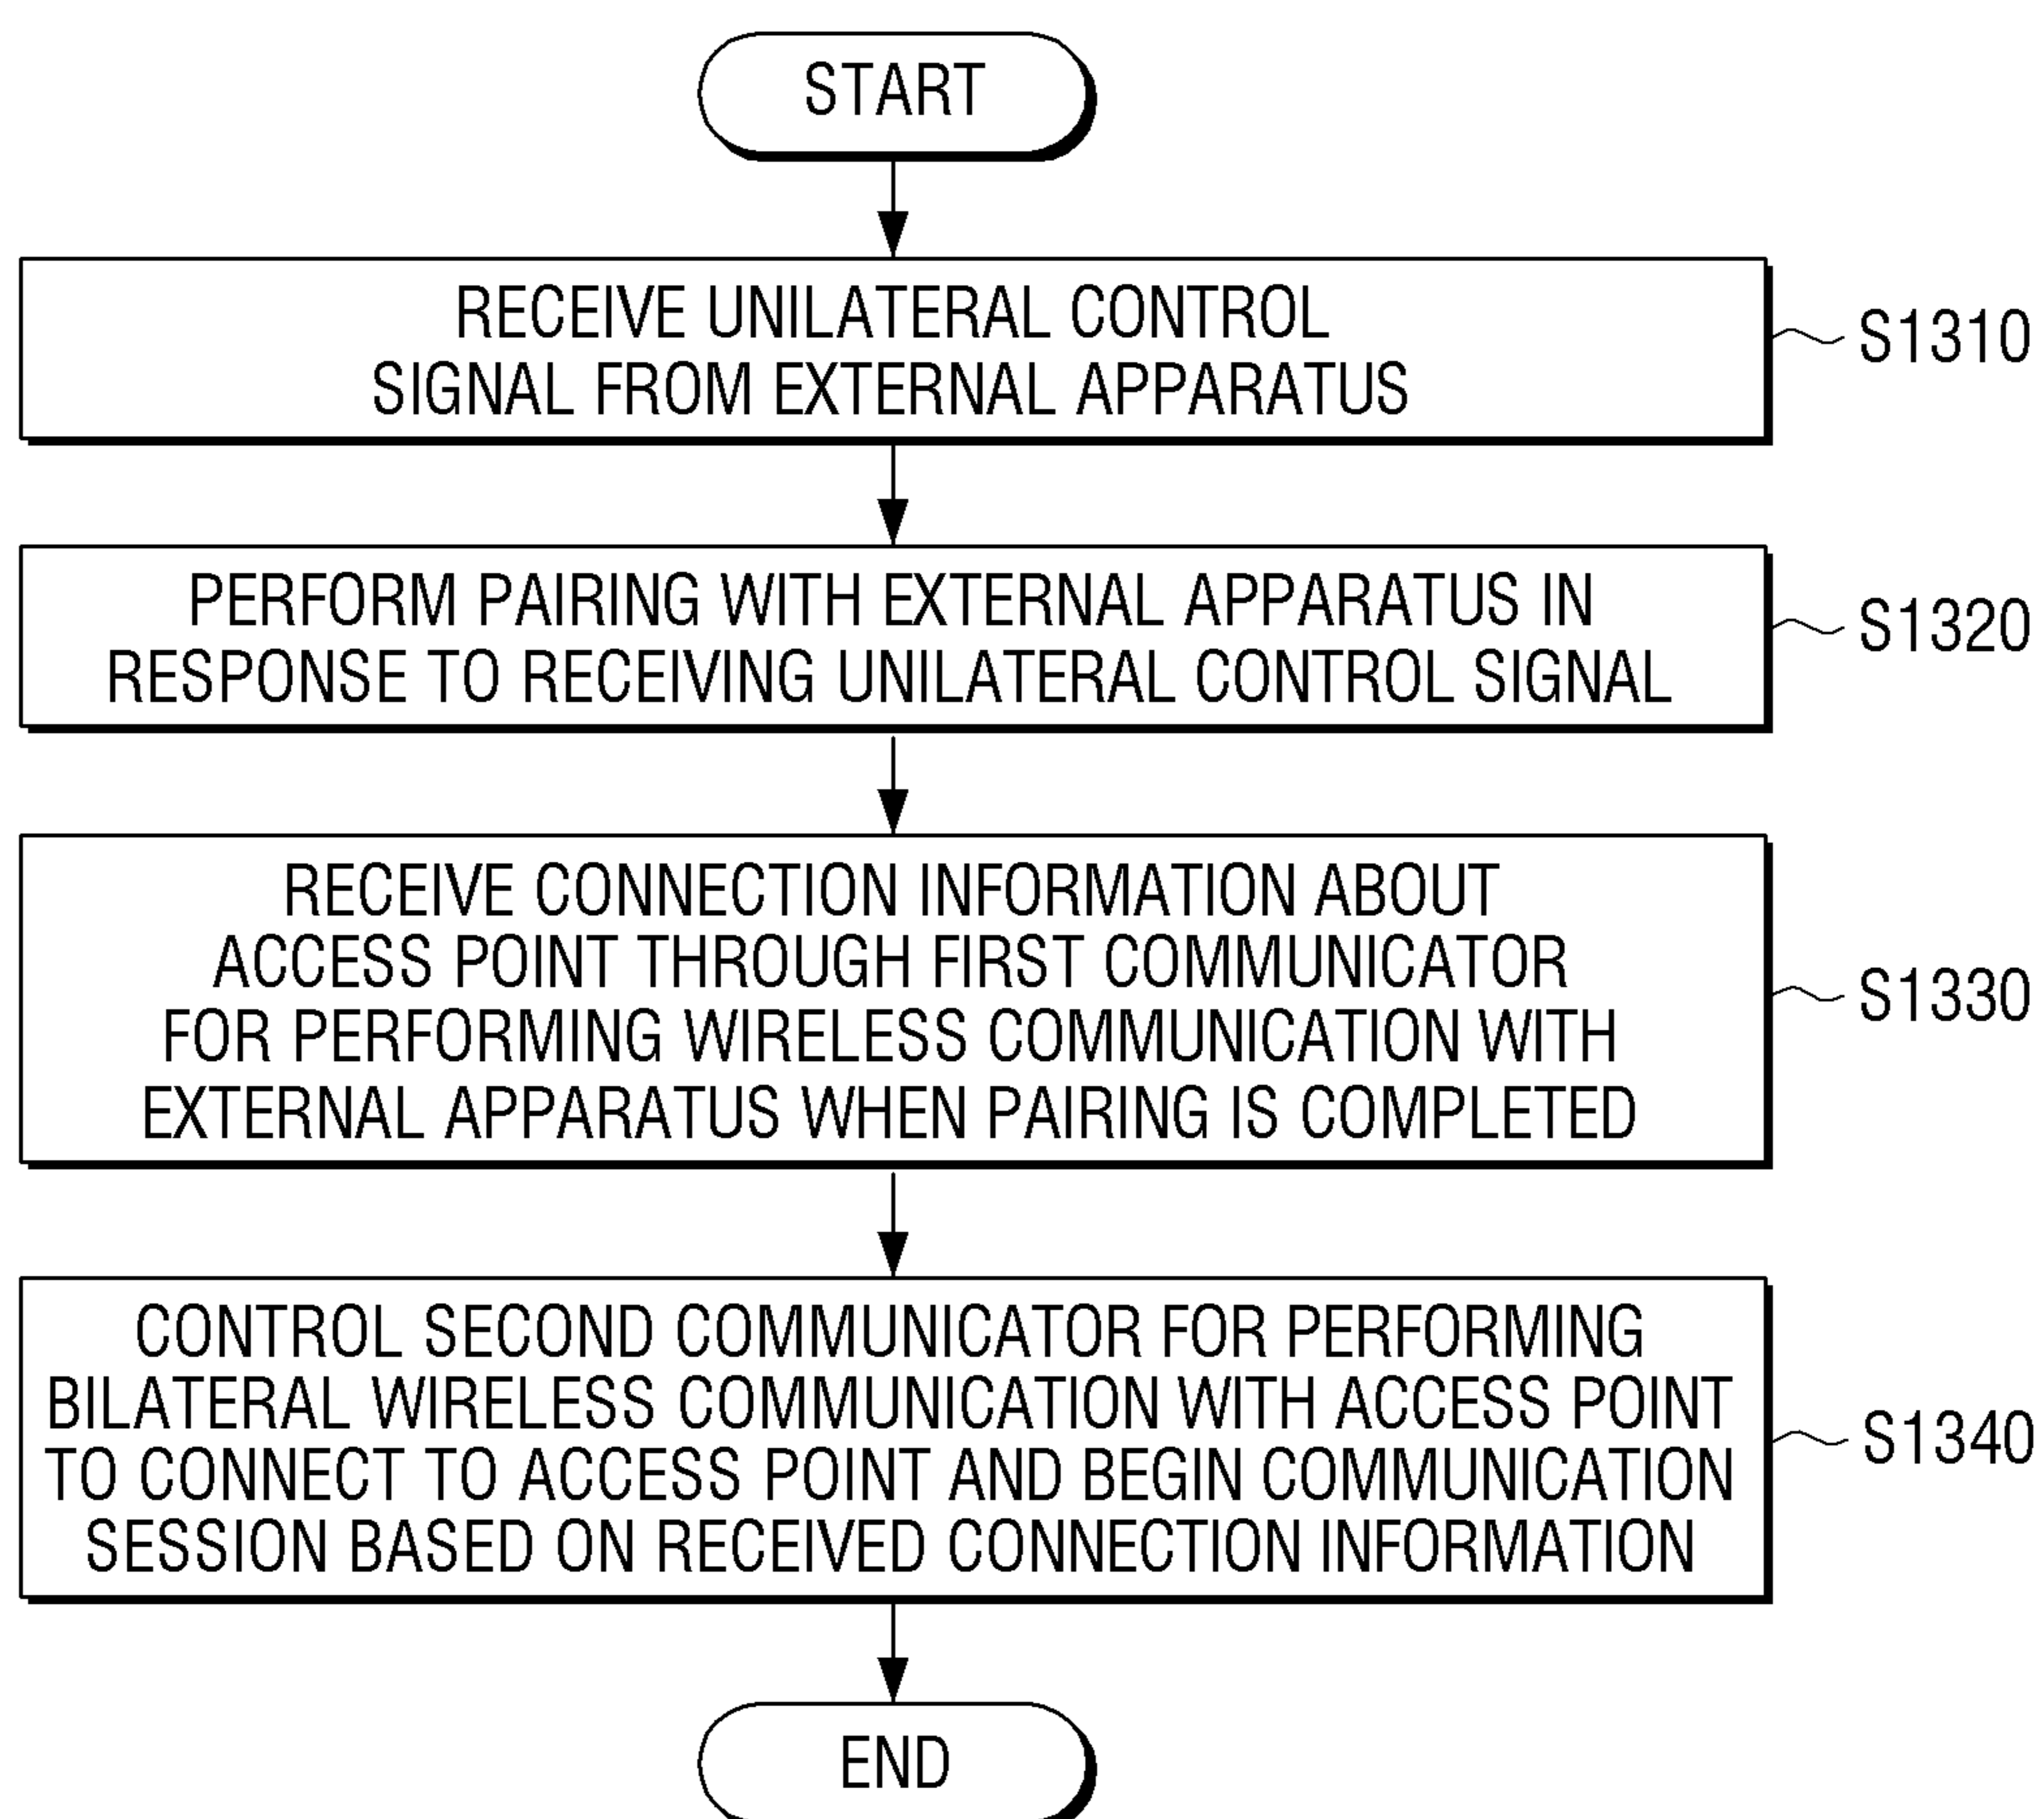 START
RECEIVE UNILATERAL CONTROL
SIGNAL FROM EXTERNAL APPARATUS
S1310
PERFORM PAIRING WITH EXTERNAL APPARATUS IN
RESPONSE TO RECEIVING UNILATERAL CONTROL SIGNAL
S1320
RECEIVE CONNECTION INFORMATION ABOUT
ACCESS POINT THROUGH FIRST COMMUNICATOR
FOR PERFORMING WIRELESS COMMUNICATION WITH
EXTERNAL APPARATUS WHEN PAIRING IS COMPLETED
S1330
CONTROL SECOND COMMUNICATOR FOR PERFORMING
BILATERAL WIRELESS COMMUNICATION WITH ACCESS POINT
TO CONNECT TO ACCESS POINT AND BEGIN COMMUNICATION
SESSION BASED ON RECEIVED CONNECTION INFORMATION
S1340
END